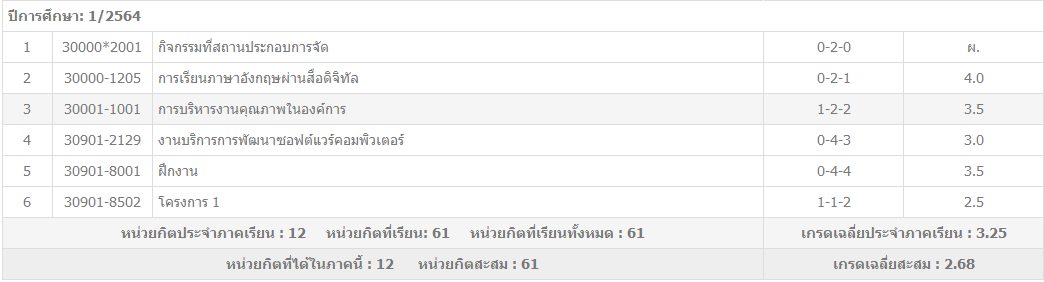 ปีการศึกษา: 1/2564
1 30000*2001 กิจกรรมที่สถานประกอบการจัด 0-2-0 ผ.
2 30000-1205 การเรียนภาษาอังกฤษผ่านสื่อดิจิทัล 0-2-1 4.0
3 30001-1001 การบริหารงานคุณภาพในองค์การ 1-2-2 3.5
4 30901-2129 งานบริการการพัฒนาซอฟต์แวร์คอมพิวเตอร์ 0-4-3 3.0
5 30901-8001 ฝึกงาน 0-4-4 3.5
6 30901-8502 โครงการ 1 1-1-2 2.5
หน่วยกิตประจำภาคเรียน : 12 หน่วยกิตที่เรียน: 61 หน่วยกิตที่เรียนทั้งหมด : 61 เกรดเฉลี่ยประจำภาคเรียน : 3.25
หน่วยกิตที่ได้ในภาคนี้ : 12 หน่วยกิตสะสม : 61 เกรดเฉลี่ยสะสม : 2.68